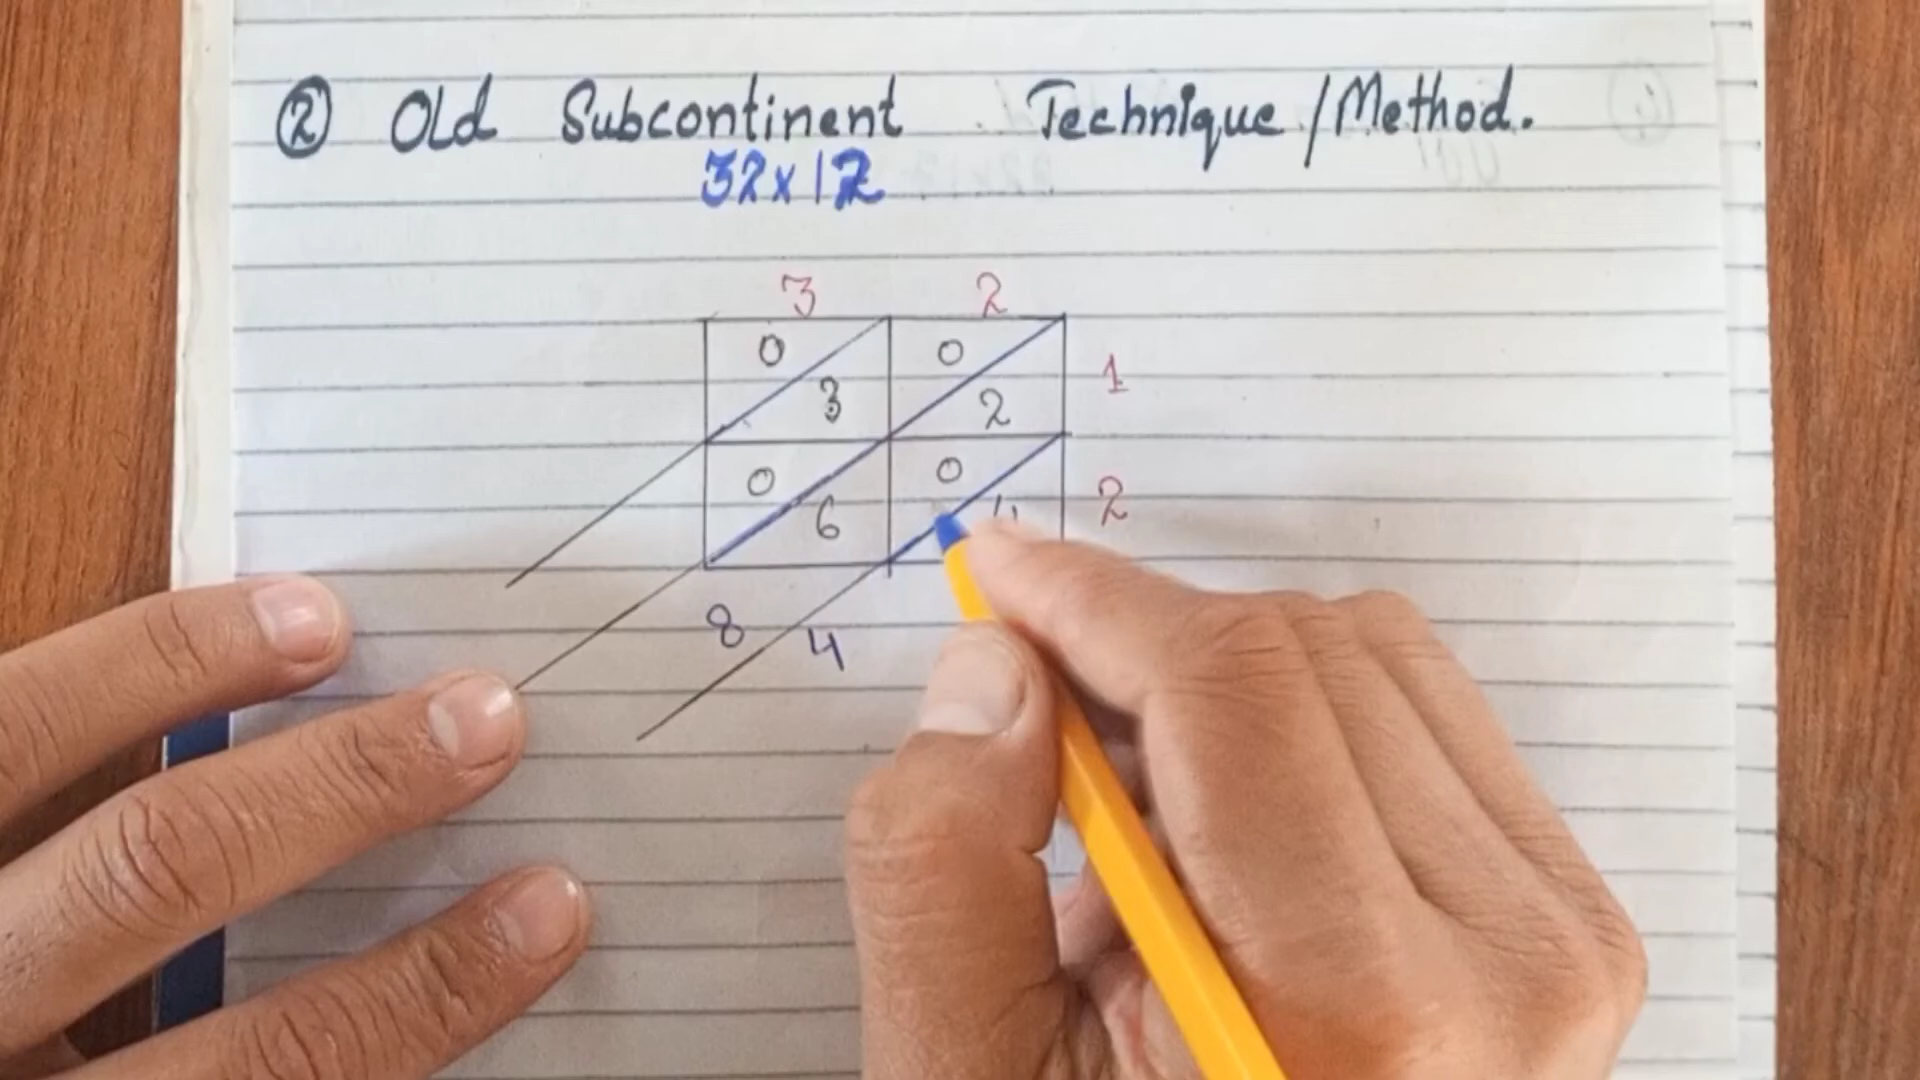 ② Old Subcontinent Technique/Method.
32x12
3 2
0 0 1
3 2
0 0 2
6 4
8 4